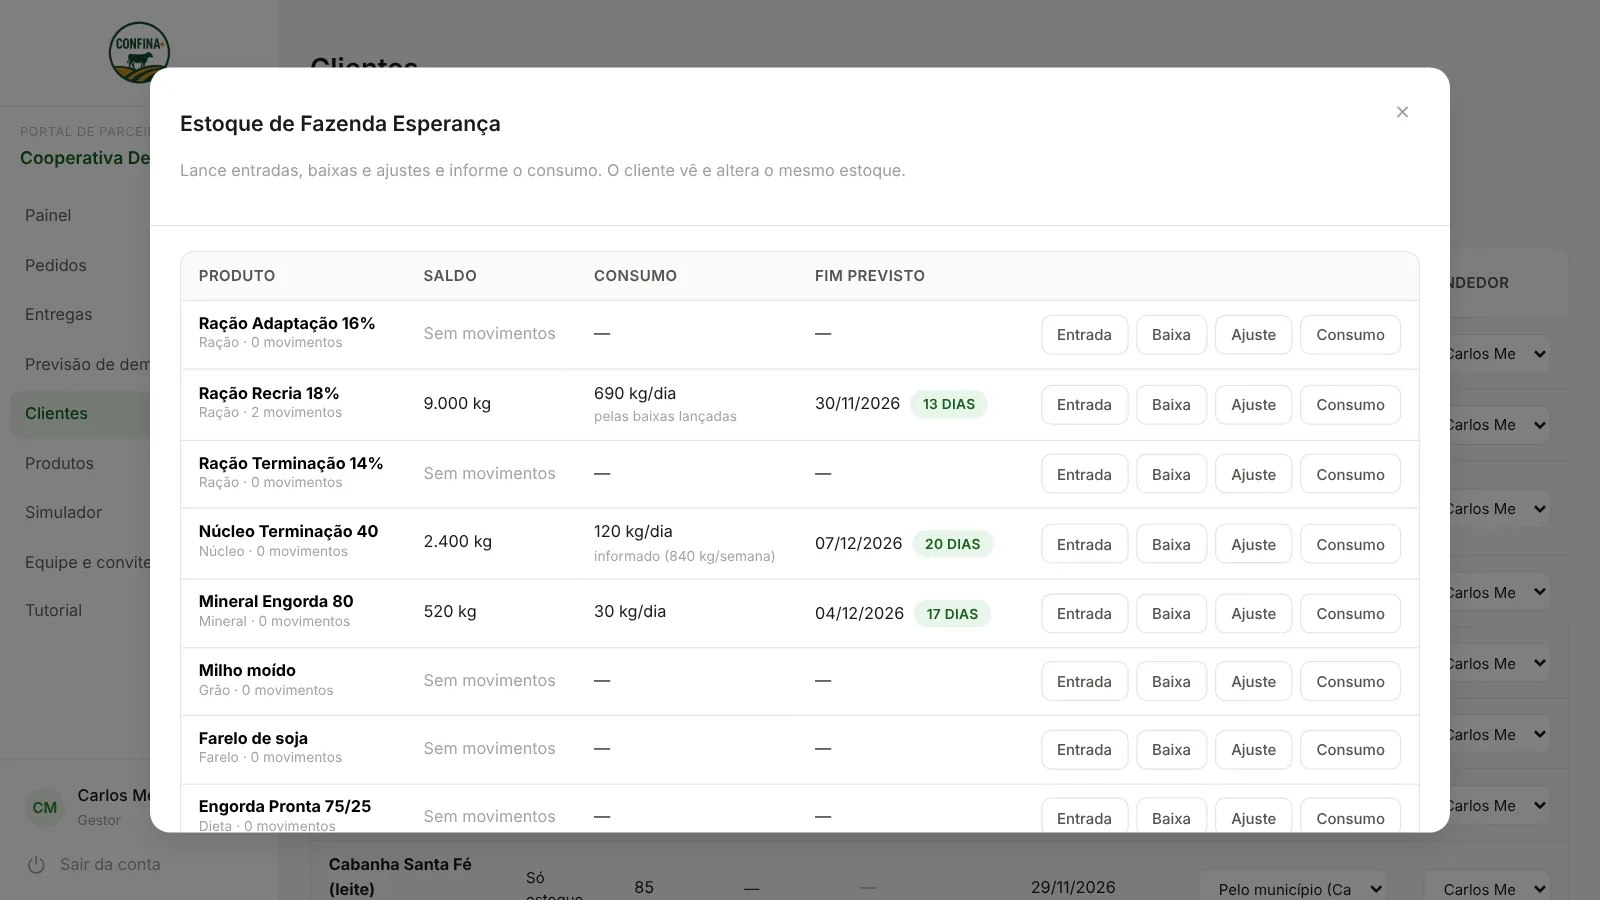 CONFINA+
Clientes
PORTAL DE PARCEI
Cooperativa De
Painel
Pedidos
Entregas
Previsão de dem
Clientes
Produtos
Simulador
Equipe e convite
Tutorial
CM
Carlos Me
Gestor
Sair da conta
Estoque de Fazenda Esperança
×
Lance entradas, baixas e ajustes e informe o consumo. O cliente vê e altera o mesmo estoque.
PRODUTO SALDO CONSUMO FIM PREVISTO
Ração Adaptação 16%
Ração · 0 movimentos
Sem movimentos — — Entrada Baixa Ajuste Consumo
Ração Recria 18%
Ração · 2 movimentos
9.000 kg
690 kg/dia
pelas baixas lançadas
30/11/2026 13 DIAS Entrada Baixa Ajuste Consumo
Ração Terminação 14%
Ração · 0 movimentos
Sem movimentos — — Entrada Baixa Ajuste Consumo
Núcleo Terminação 40
Núcleo · 0 movimentos
2.400 kg
120 kg/dia
informado (840 kg/semana)
07/12/2026 20 DIAS Entrada Baixa Ajuste Consumo
Mineral Engorda 80
Mineral · 0 movimentos
520 kg 30 kg/dia 04/12/2026 17 DIAS Entrada Baixa Ajuste Consumo
Milho moído
Grão · 0 movimentos
Sem movimentos — — Entrada Baixa Ajuste Consumo
Farelo de soja
Farelo · 0 movimentos
Sem movimentos — — Entrada Baixa Ajuste Consumo
Engorda Pronta 75/25
Dieta · 0 movimentos
Sem movimentos — — Entrada Baixa Ajuste Consumo
NDEDOR
Carlos Me
Carlos Me
Carlos Me
Carlos Me
Carlos Me
Carlos Me
Carlos Me
Cabanha Santa Fé
(leite)
Só
estoque
85 — — 29/11/2026 Pelo município (Ca Carlos Me